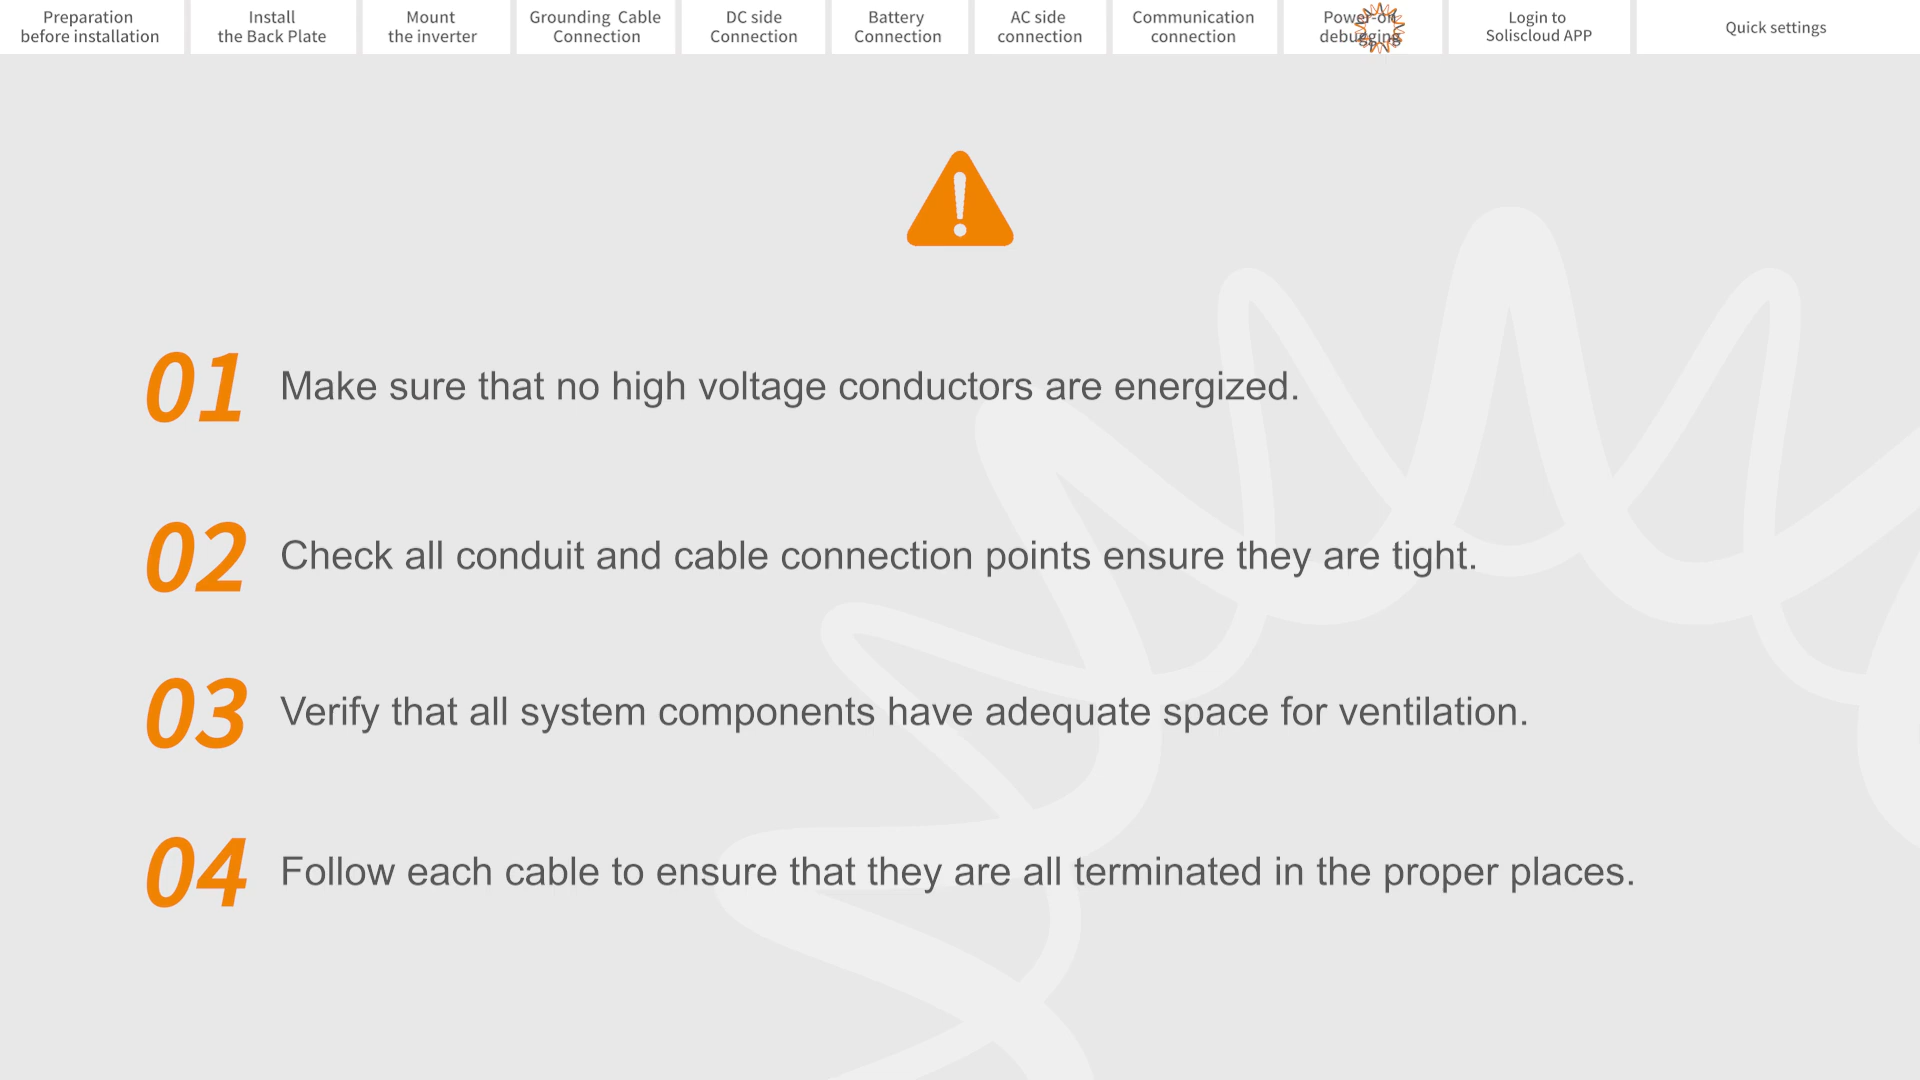 Preparation
before installation
Install
the Back Plate
Mount
the inverter
Grounding Cable
Connection
DC side
Connection
Battery
Connection
AC side
connection
Communication
connection
Power-on
debugging
Login to
Soliscloud APP
Quick settings
01 Make sure that no high voltage conductors are energized.
02 Check all conduit and cable connection points ensure they are tight.
03 Verify that all system components have adequate space for ventilation.
04 Follow each cable to ensure that they are all terminated in the proper places.